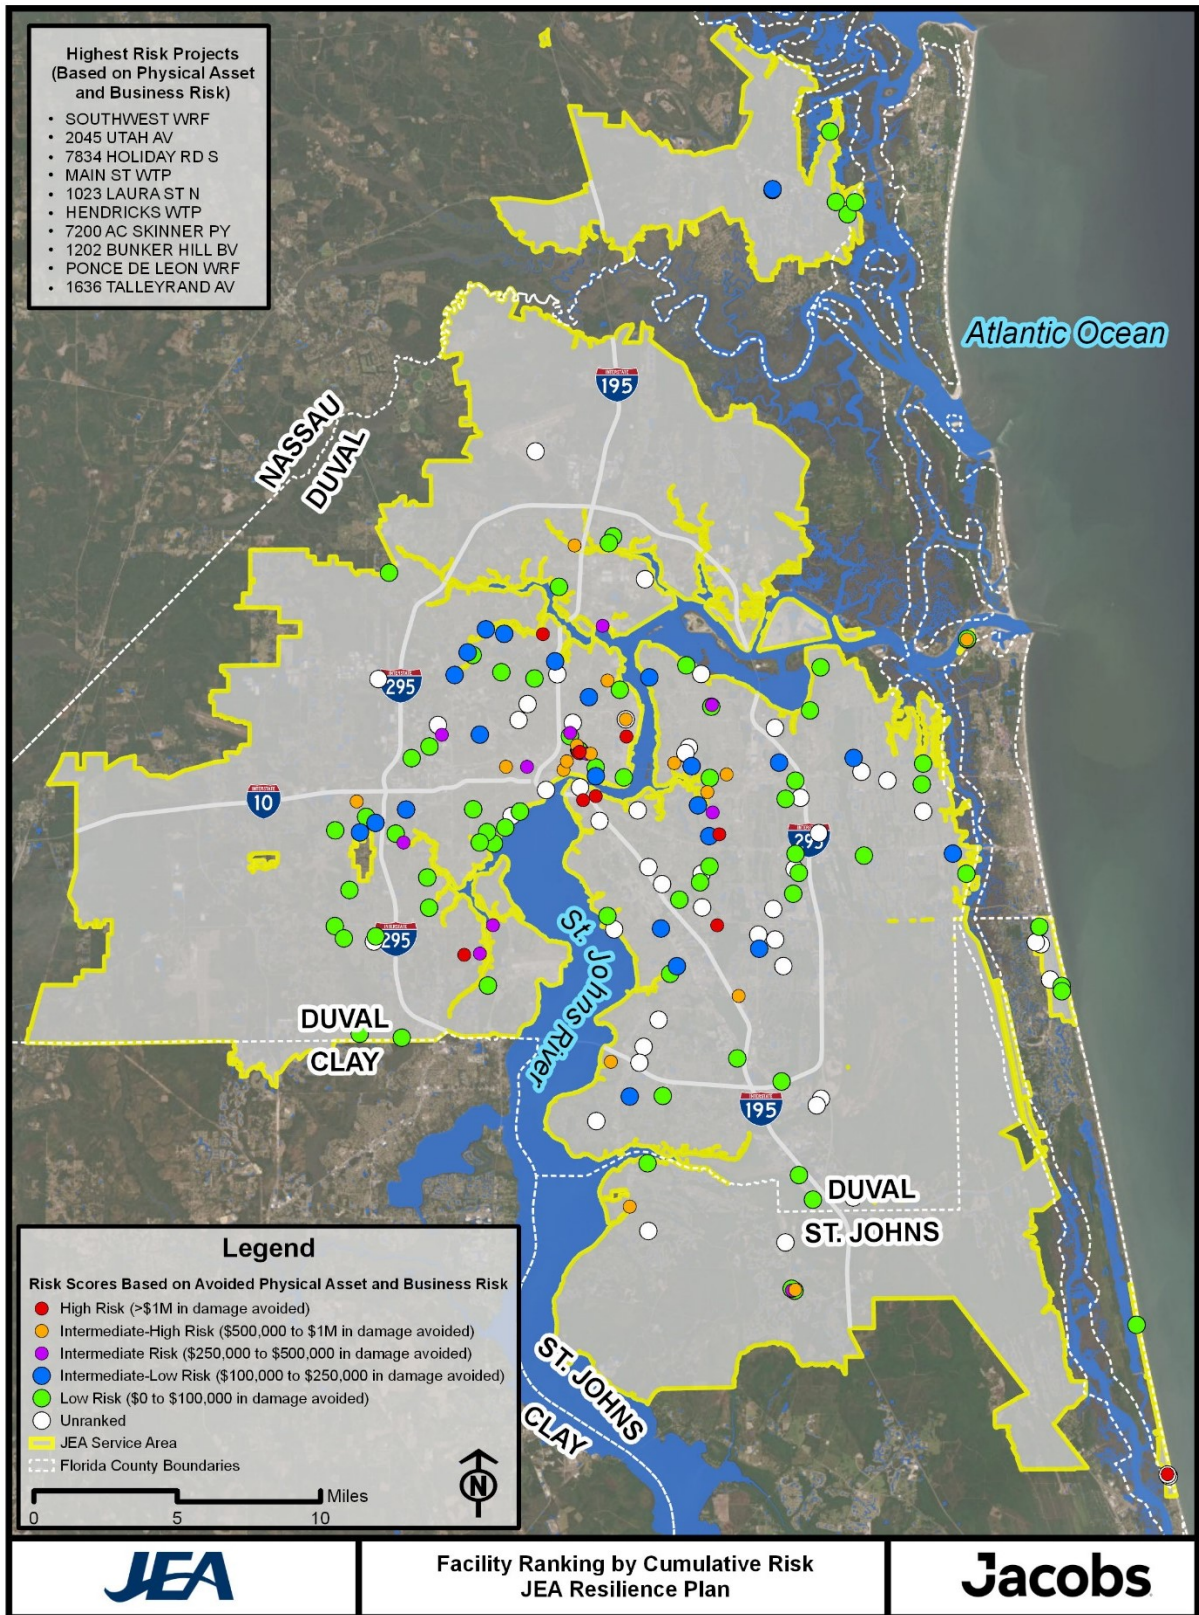 Highest Risk Projects
(Based on Physical Asset
and Business Risk)
• SOUTHWEST WRF
• 2045 UTAH AV
• 7834 HOLIDAY RD S
• MAIN ST WTP
• 1023 LAURA ST N
• HENDRICKS WTP
• 7200 AC SKINNER PY
• 1202 BUNKER HILL BV
• PONCE DE LEON WRF
• 1636 TALLEYRAND AV
Atlantic Ocean
INTERSTATE
195
NASSAU
DUVAL
INTERSTATE
295
INTERSTATE
10
295
INTERSTATE
295
St. Johns River
DUVAL
CLAY
INTERSTATE
195
DUVAL
ST. JOHNS
ST. JOHNS
CLAY
Legend
Risk Scores Based on Avoided Physical Asset and Business Risk
High Risk (>$1M in damage avoided)
Intermediate-High Risk ($500,000 to $1M in damage avoided)
Intermediate Risk ($250,000 to $500,000 in damage avoided)
Intermediate-Low Risk ($100,000 to $250,000 in damage avoided)
Low Risk ($0 to $100,000 in damage avoided)
Unranked
JEA Service Area
Florida County Boundaries
Miles
0 5 10
N
JEA
Facility Ranking by Cumulative Risk
JEA Resilience Plan
Jacobs